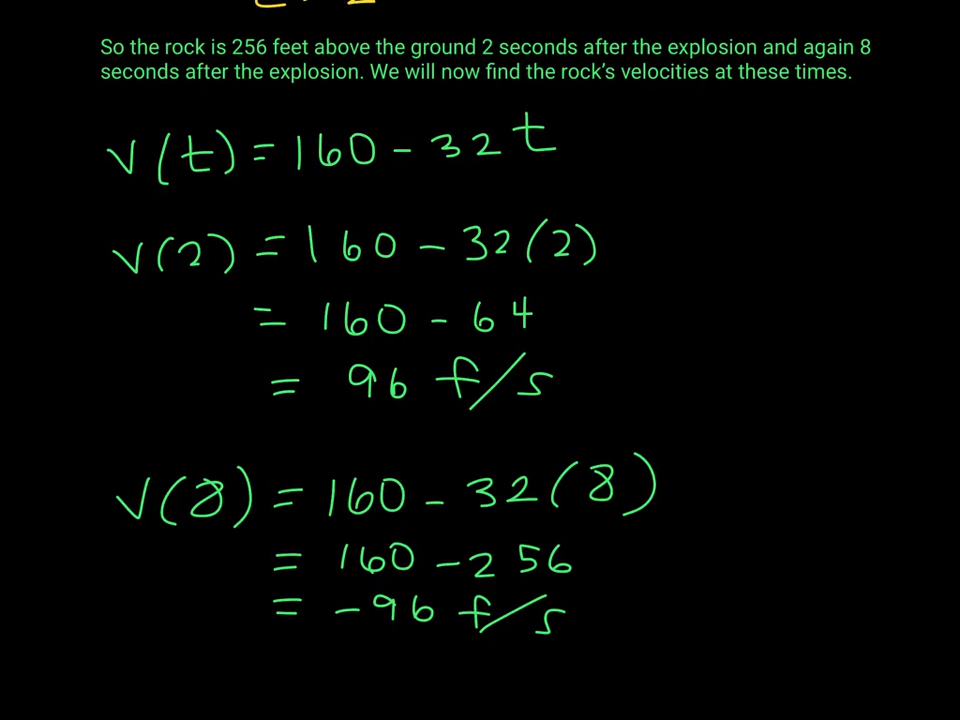 So the rock is 256 feet above the ground 2 seconds after the explosion and again 8
seconds after the explosion. We will now find the rock's velocities at these times.
v(t) = 160 - 32t
v(2) = 160 - 32(2)
= 160 - 64
= 96 f/s
v(8) = 160 - 32(8)
= 160 - 256
= -96 f/s